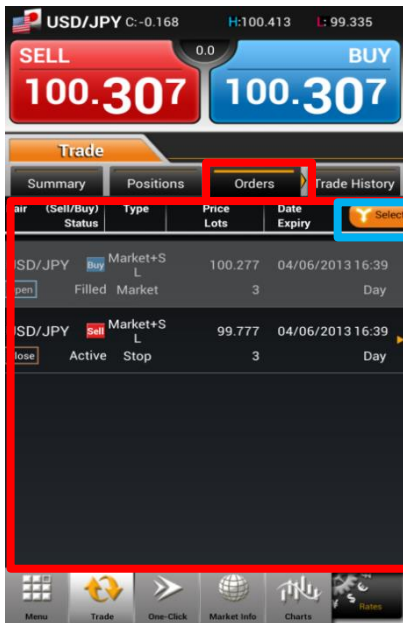 USD/JPY C:-0.168 H:100.413 L: 99.335
SELL 0.0 BUY
100.307 100.307
Trade
Summary Positions Orders Trade History
air (Sell/Buy) Type Price Date Select
Status Lots Expiry
JSD/JPY Buy Market+S 100.277 04/06/2013 16:39
L
pen Filled Market 3 Day
JSD/JPY Sell Market+S 99.777 04/06/2013 16:39
L
lose Active Stop 3 Day
Menu Trade One-Click Market Info Charts Rates